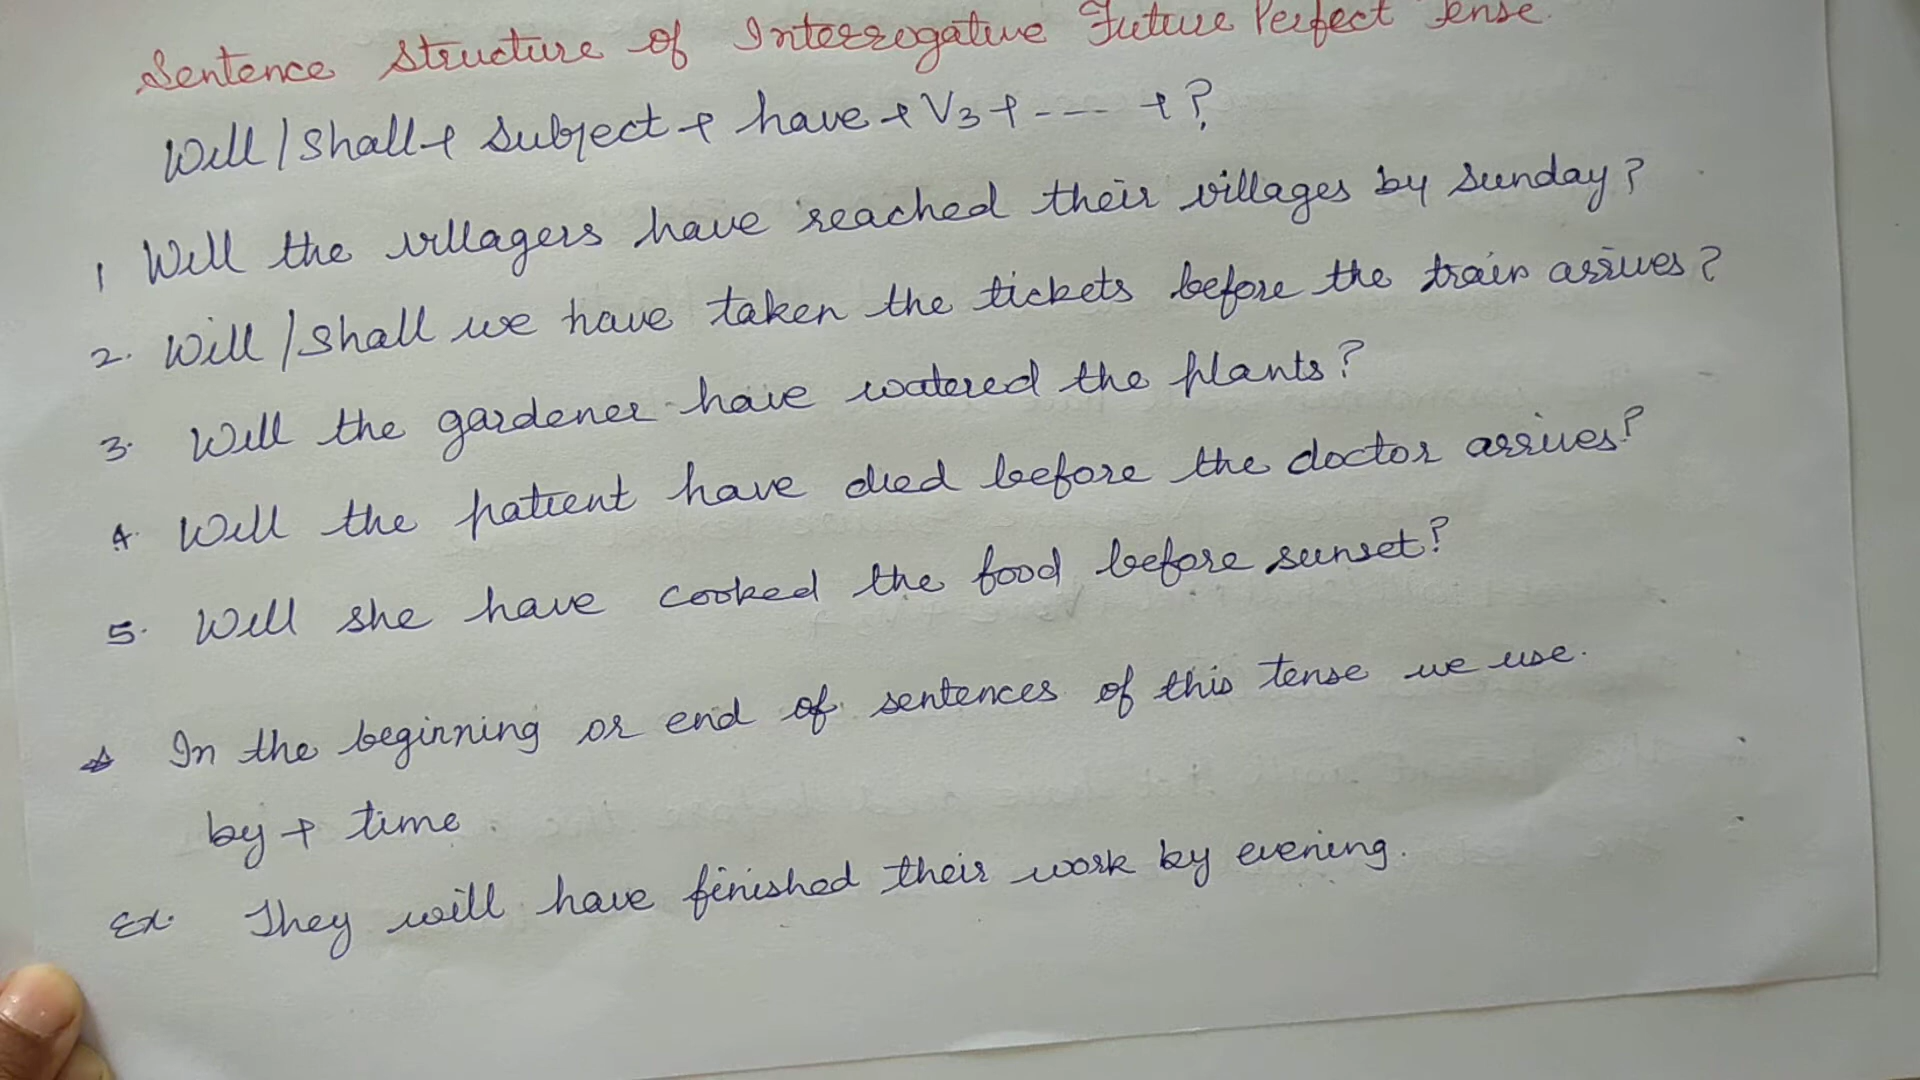 Sentence Structure of Interrogative Future Perfect Tense
Will/Shall + Subject + have + V3 + ---- + ?
1 Will the villagers have reached their villages by Sunday?
2. Will/Shall we have taken the tickets before the train arrives?
3. Will the gardener have watered the plants?
4. Will the patient have died before the doctor arrives?
5. Will she have cooked the food before sunset?
In the beginning or end of sentences of this tense we use.
by + time.
Ex. They will have finished their work by evening.